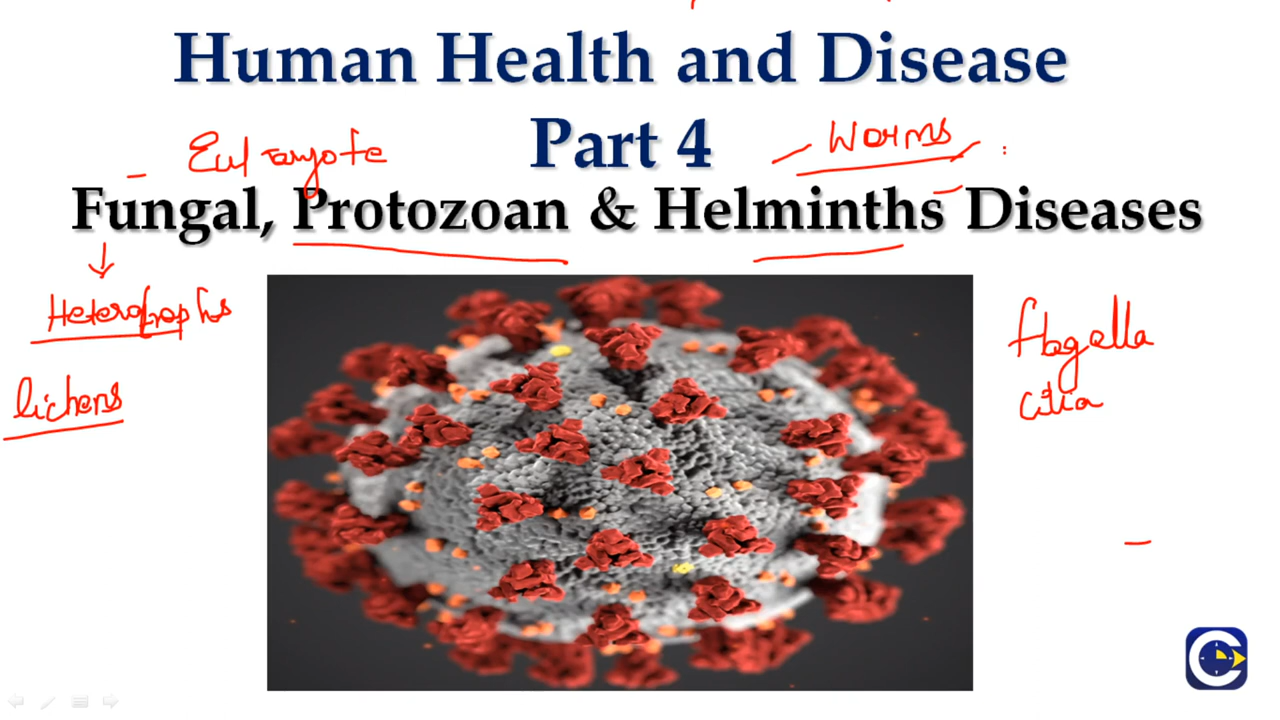 Human Health and Disease
Part 4
Worms
Eukaryote
Fungal, Protozoan & Helminths Diseases
Heterotrophs
lichens
flagella
cilia